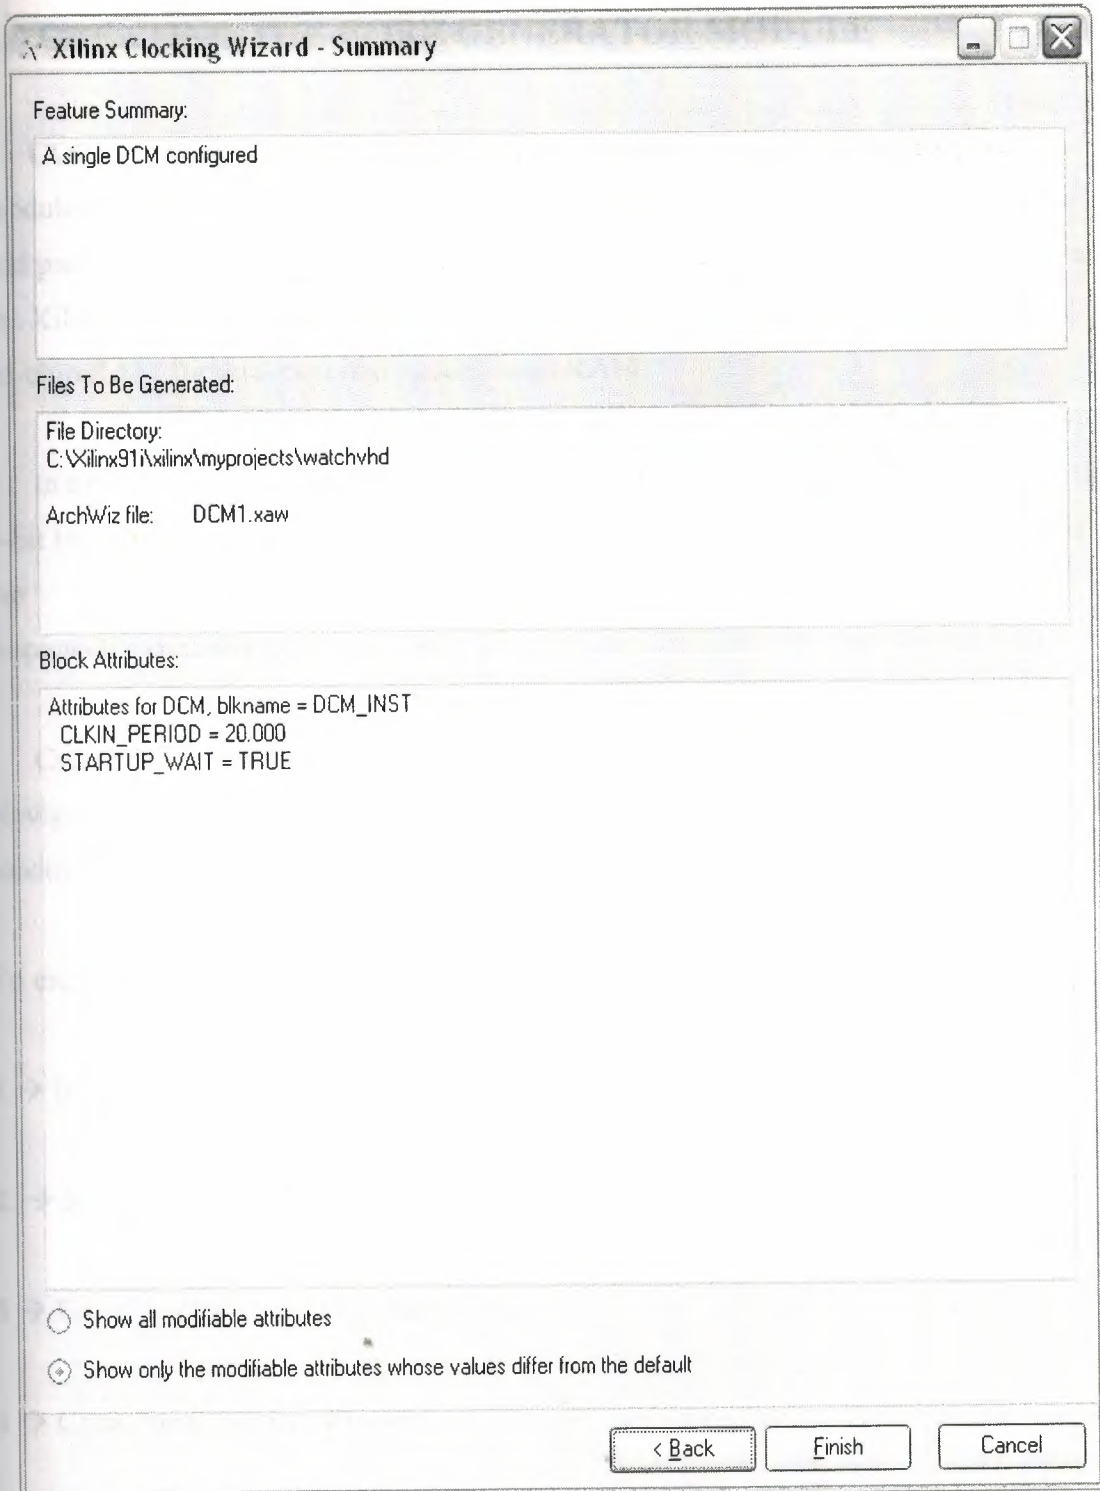 Xilinx Clocking Wizard - Summary
Feature Summary:
A single DCM configured
Files To Be Generated:
File Directory:
C:\Xilinx91i\xilinx\myprojects\watchvhd
ArchWiz file: DCM1.xaw
Block Attributes:
Attributes for DCM, blkname = DCM_INST
CLKIN_PERIOD = 20.000
STARTUP_WAIT = TRUE
Show all modifiable attributes
Show only the modifiable attributes whose values differ from the default
< Back
Finish
Cancel